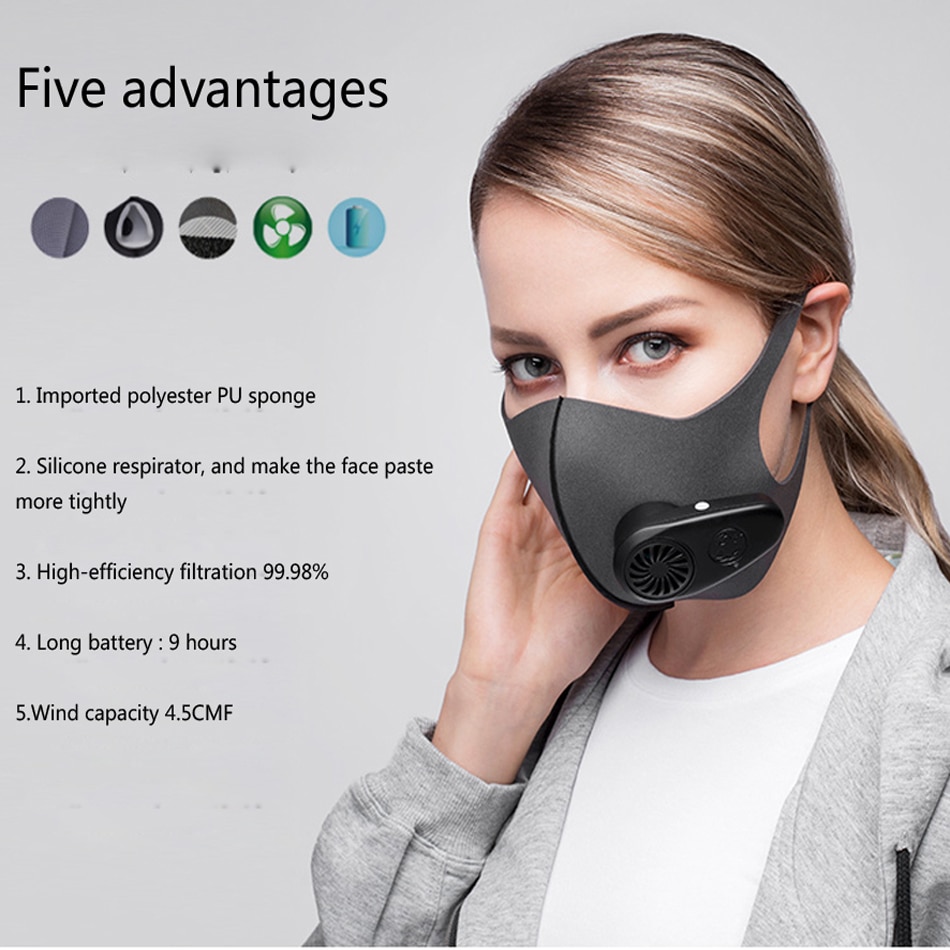 Five advantages
1. Imported polyester PU sponge
2. Silicone respirator, and make the face paste
more tightly
3. High-efficiency filtration 99.98%
4. Long battery : 9 hours
5.Wind capacity 4.5CMF